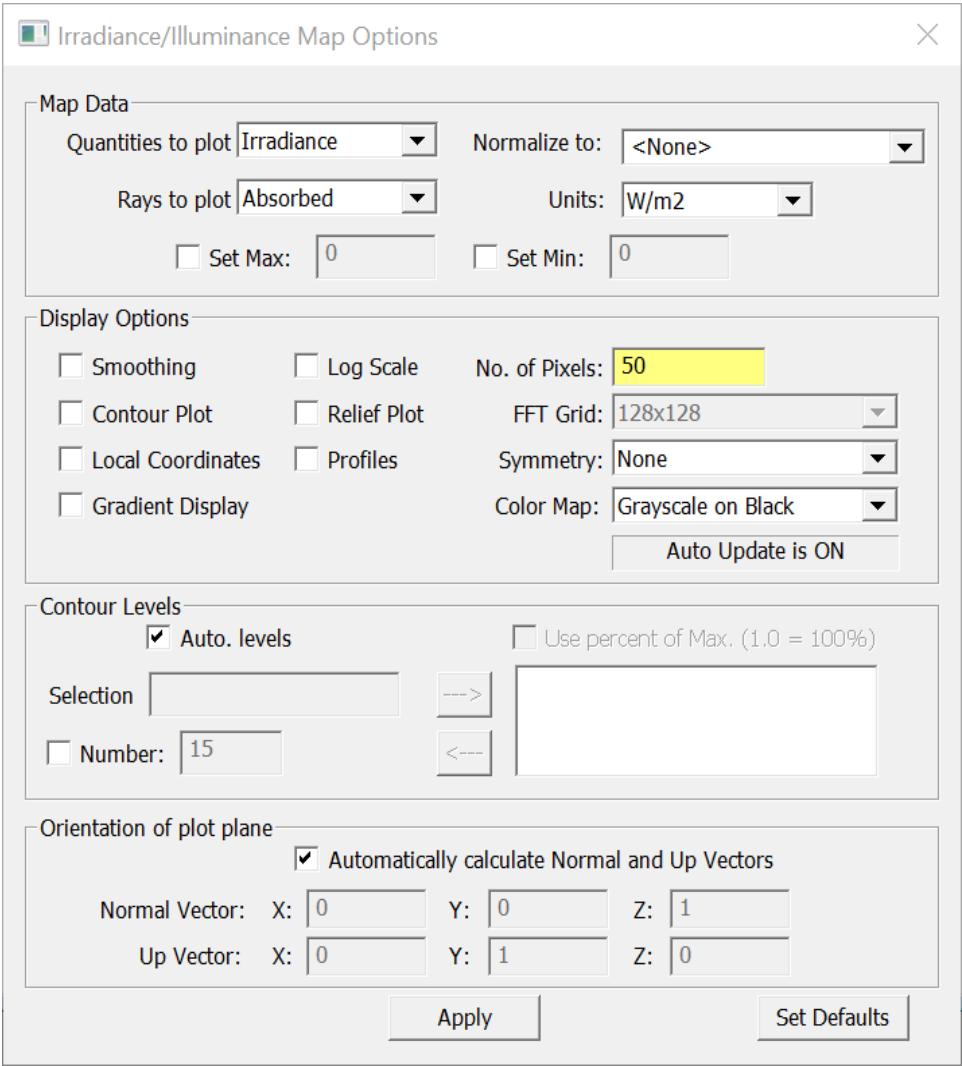 Irradiance/Illuminance Map Options
Map Data
Quantities to plot Irradiance Normalize to: <None>
Rays to plot Absorbed Units: W/m2
Set Max: 0 Set Min: 0
Display Options
Smoothing Log Scale No. of Pixels: 50
Contour Plot Relief Plot FFT Grid: 128x128
Local Coordinates Profiles Symmetry: None
Gradient Display Color Map: Grayscale on Black
Auto Update is ON
Contour Levels
Auto. levels Use percent of Max. (1.0 = 100%)
Selection --->
Number: 15 <---
Orientation of plot plane
Automatically calculate Normal and Up Vectors
Normal Vector: X: 0 Y: 0 Z: 1
Up Vector: X: 0 Y: 1 Z: 0
Apply Set Defaults